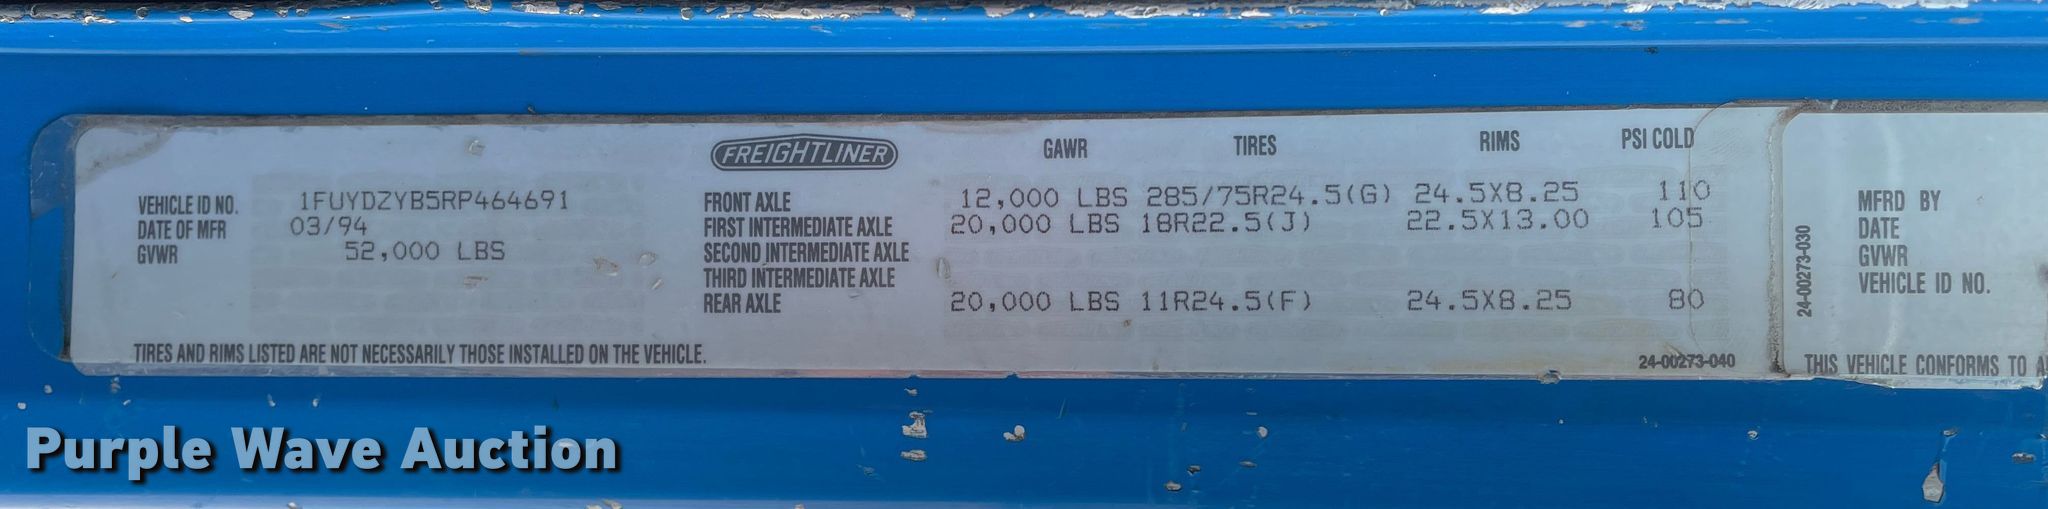 FREIGHTLINER GAWR TIRES RIMS PSI COLD
VEHICLE ID NO. 1FUYDZYB5RP464691
DATE OF MFR 03/94
GVWR 52,000 LBS
FRONT AXLE 12,000 LBS 285/75R24.5(G) 24.5X8.25 110
FIRST INTERMEDIATE AXLE 20,000 LBS 18R22.5(J) 22.5X13.00 105
SECOND INTERMEDIATE AXLE
THIRD INTERMEDIATE AXLE
REAR AXLE 20,000 LBS 11R24.5(F) 24.5X8.25 80
TIRES AND RIMS LISTED ARE NOT NECESSARILY THOSE INSTALLED ON THE VEHICLE.
24-00273-040
24-00273-030
MFRD BY
DATE
GVWR
VEHICLE ID NO.
THIS VEHICLE CONFORMS TO
Purple Wave Auction